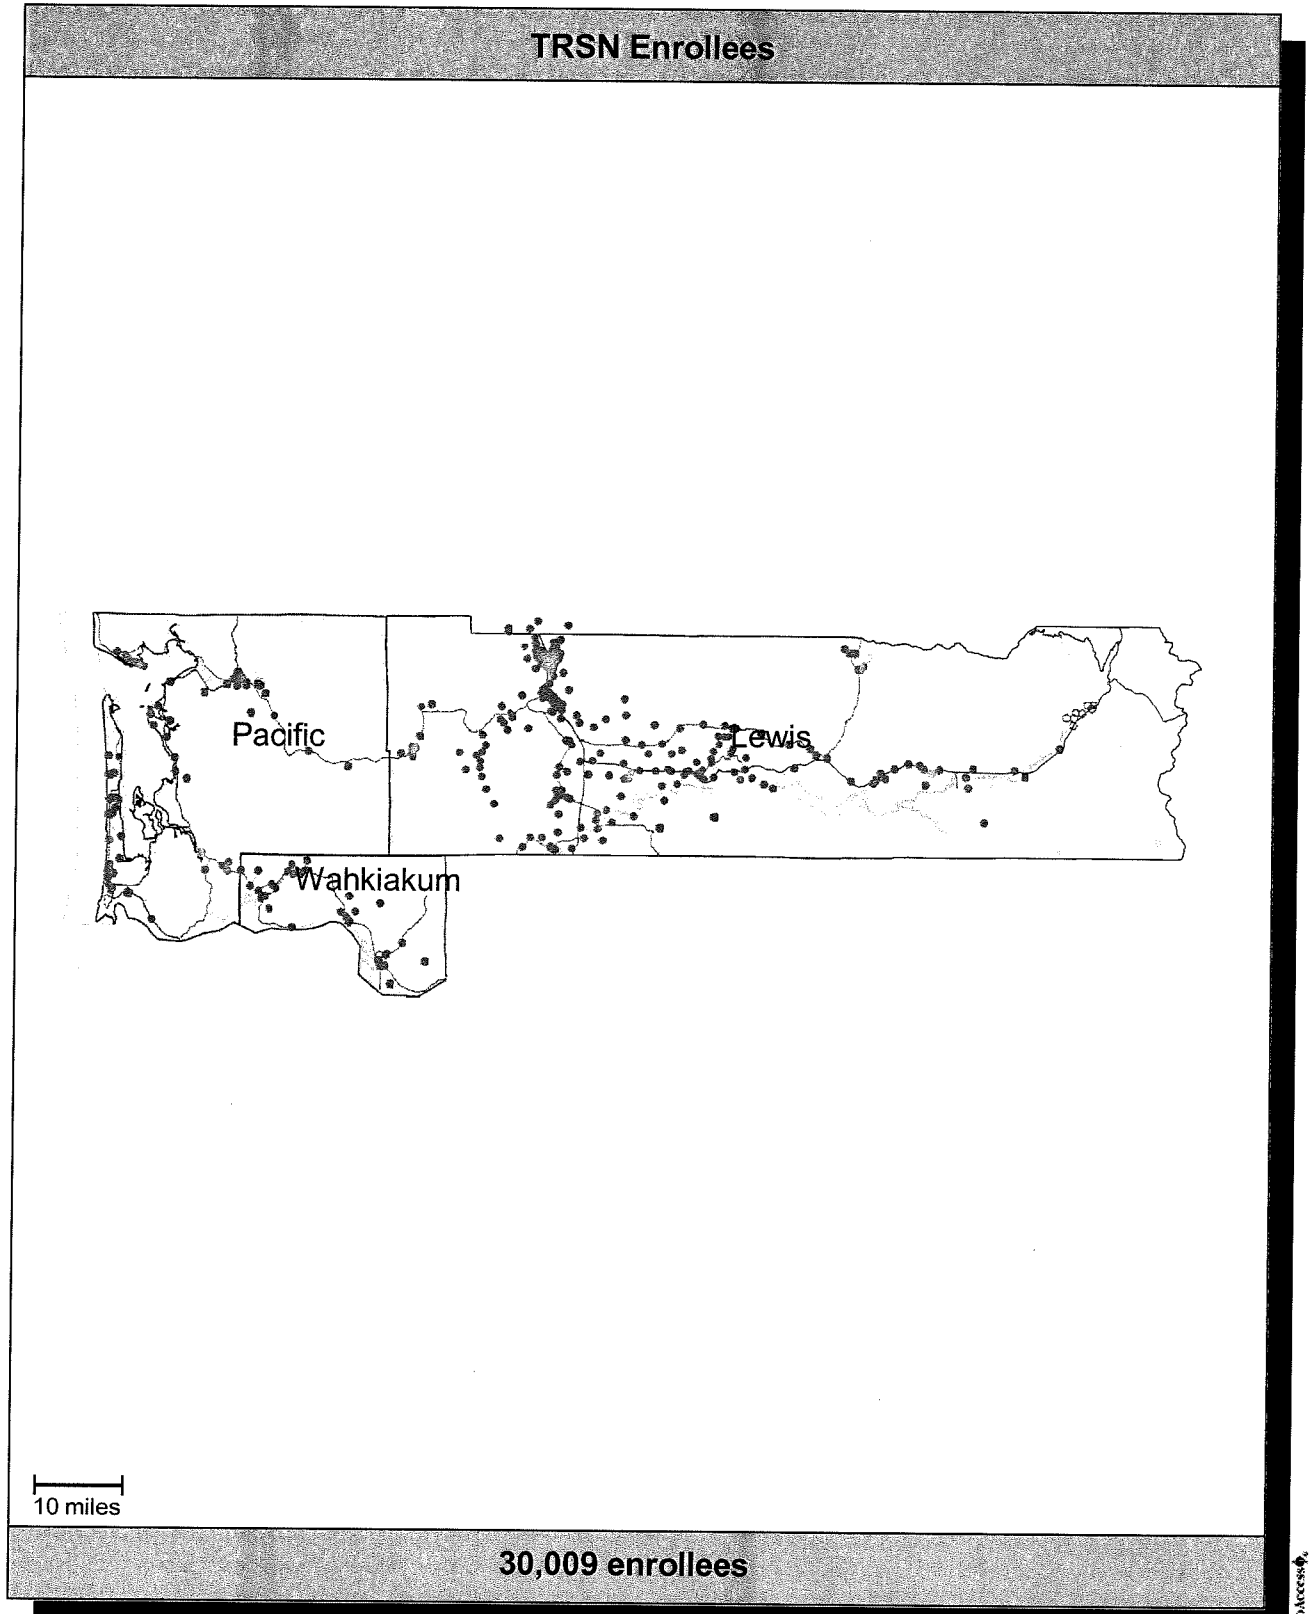 TRSN Enrollees
Pacific
Lewis
Wahkiakum
10 miles
30,009 enrollees